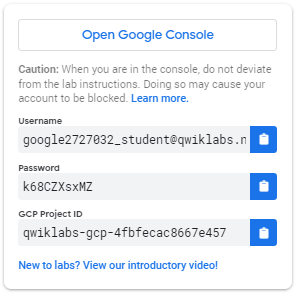 Open Google Console
Caution: When you are in the console, do not deviate
from the lab instructions. Doing so may cause your
account to be blocked. Learn more.
Username
google2727032_student@qwiklabs.n
Password
k68CZXsxMZ
GCP Project ID
qwiklabs-gcp-4fbfecac8667e457
New to labs? View our introductory video!